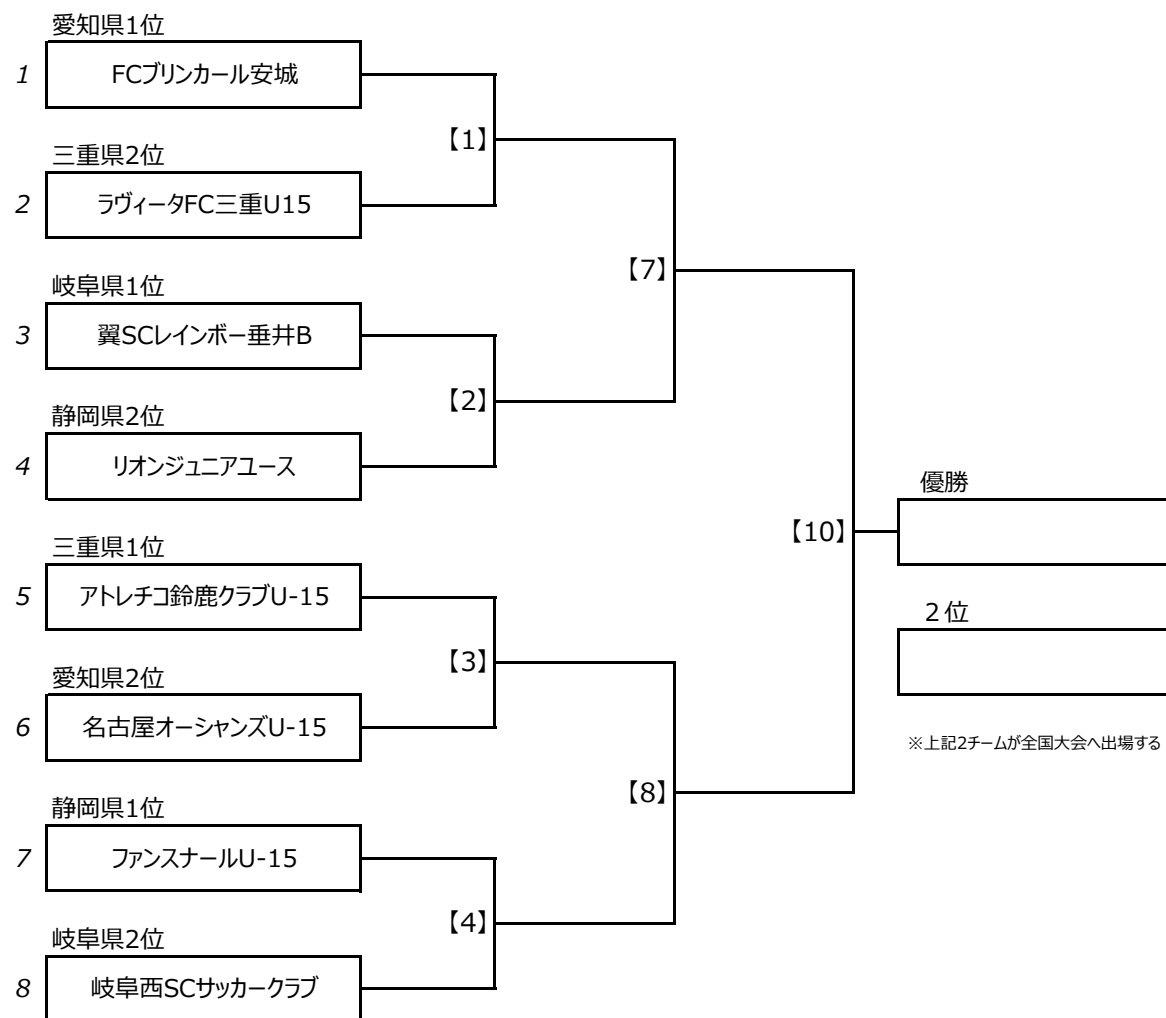 愛知県1位
1 FCブリンカール安城
【1】
三重県2位
2 ラヴィータFC三重U15
【7】
岐阜県1位
3 翼SCレインボー垂井B
【2】
静岡県2位
4 リオンジュニアユース
優勝
【10】
三重県1位
5 アトレチコ鈴鹿クラブU-15
２位
【3】
愛知県2位
6 名古屋オーシャンズU-15
※上記2チームが全国大会へ出場する
【8】
静岡県1位
7 ファンスナールU-15
【4】
岐阜県2位
8 岐阜西SCサッカークラブ